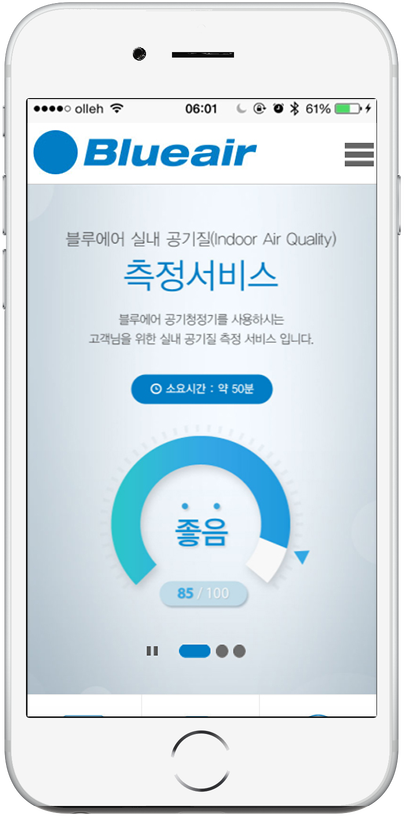 olleh 06:01 61%
Blueair
블루에어 실내 공기질(Indoor Air Quality)
측정서비스
블루에어 공기청정기를 사용하시는
고객님을 위한 실내 공기질 측정 서비스 입니다.
소요시간 : 약 50분
좋음
85 / 100